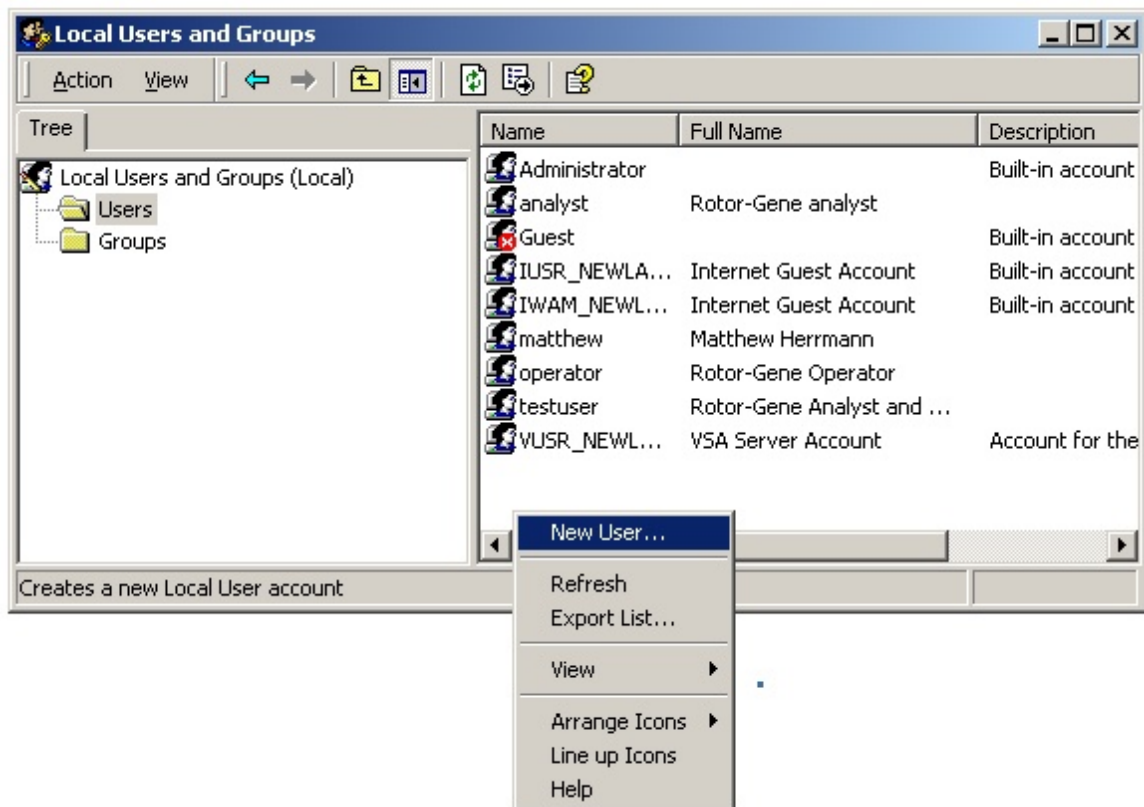 Local Users and Groups
Action View
Tree
Name Full Name Description
Local Users and Groups (Local)
Users
Groups
Administrator Built-in account
analyst Rotor-Gene analyst
Guest Built-in account
IUSR_NEWLA... Internet Guest Account Built-in account
IWAM_NEWL... Internet Guest Account Built-in account
matthew Matthew Herrmann
operator Rotor-Gene Operator
testuser Rotor-Gene Analyst and ...
VUSR_NEWL... VSA Server Account Account for the
New User...
Refresh
Export List...
View
Arrange Icons
Line up Icons
Help
Creates a new Local User account